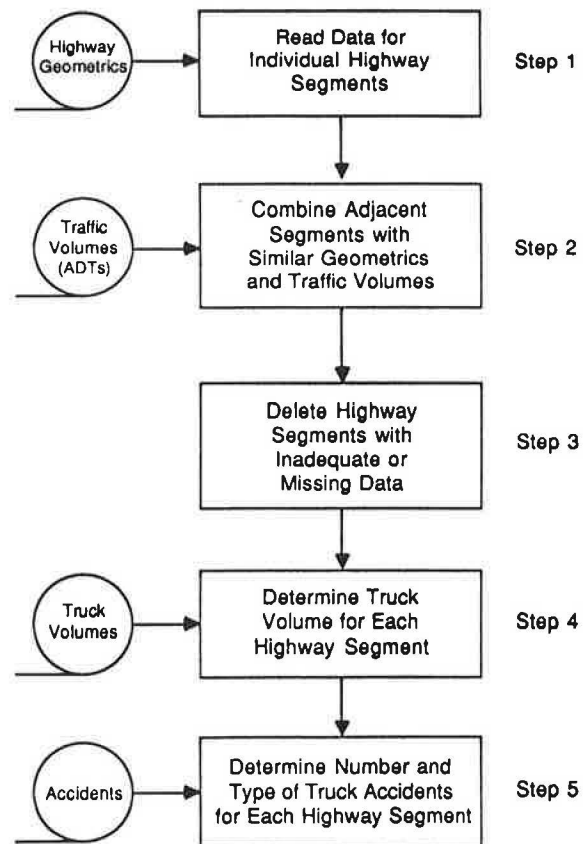 Highway
Geometrics
Read Data for
Individual Highway
Segments
Step 1
Traffic
Volumes
(ADTs)
Combine Adjacent
Segments with
Similar Geometrics
and Traffic Volumes
Step 2
Delete Highway
Segments with
Inadequate or
Missing Data
Step 3
Truck
Volumes
Determine Truck
Volume for Each
Highway Segment
Step 4
Accidents
Determine Number and
Type of Truck Accidents
for Each Highway Segment
Step 5